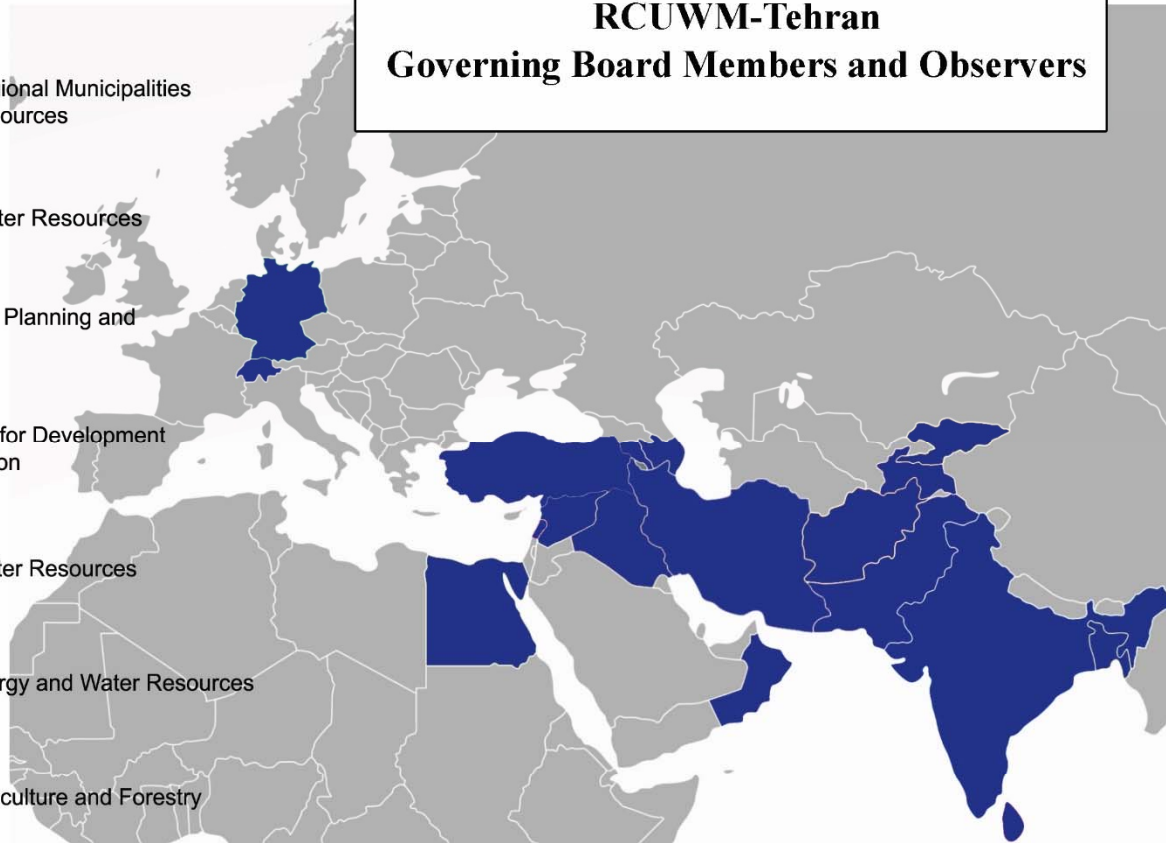 RCUWM-Tehran
Governing Board Members and Observers
ional Municipalities
ources
ter Resources
Planning and
for Development
on
ter Resources
rgy and Water Resources
culture and Forestry